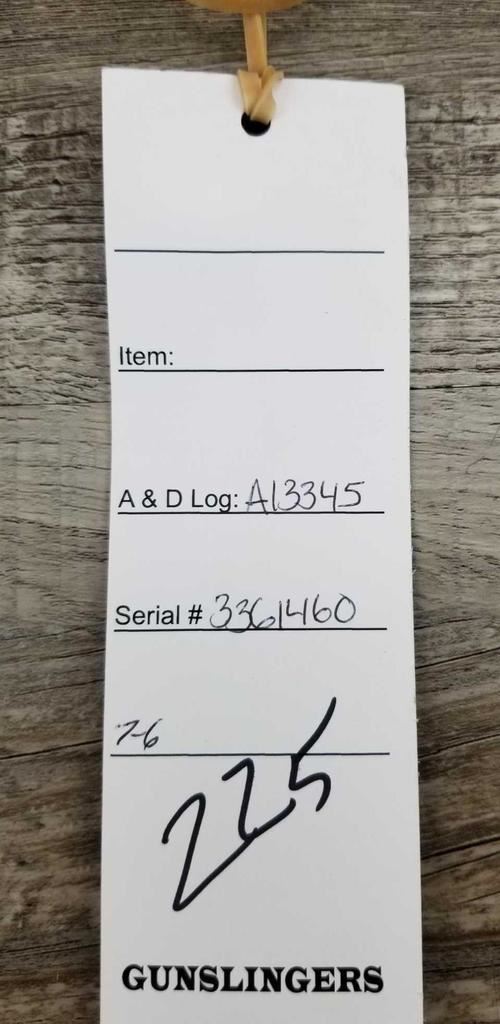 Item:
A & D Log: A13345
Serial # 3361460
7-6
225
GUNSLINGERS